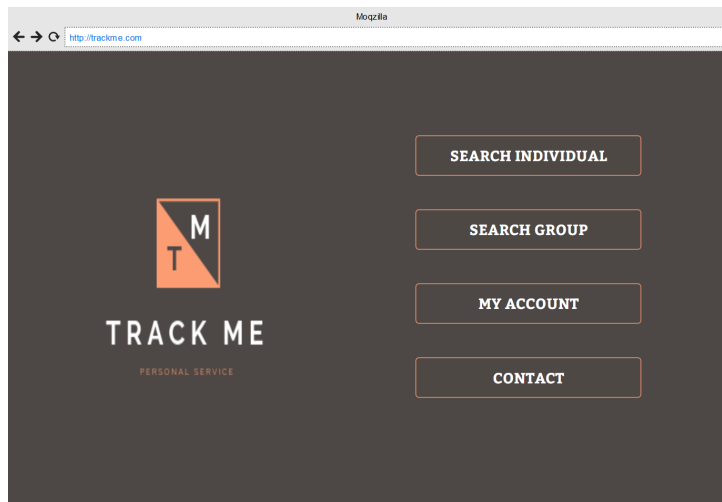 Moqzilla
http://trackme.com
M
T
TRACK ME
PERSONAL SERVICE
SEARCH INDIVIDUAL
SEARCH GROUP
MY ACCOUNT
CONTACT